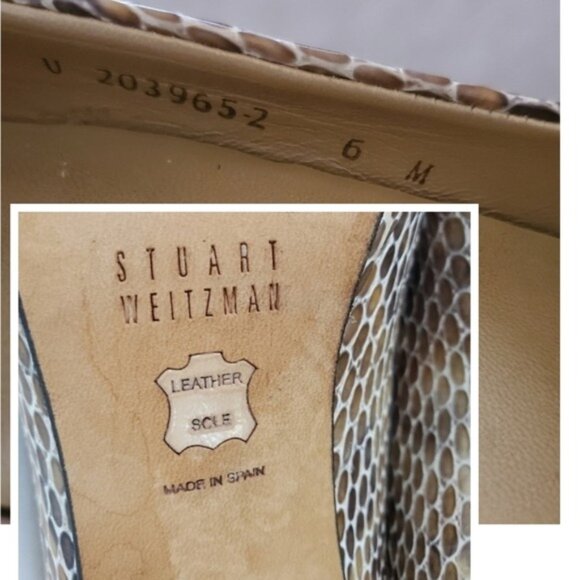 U 203965-2 6 M
STUART
WEITZMAN
LEATHER
SOLE
MADE IN SPAIN